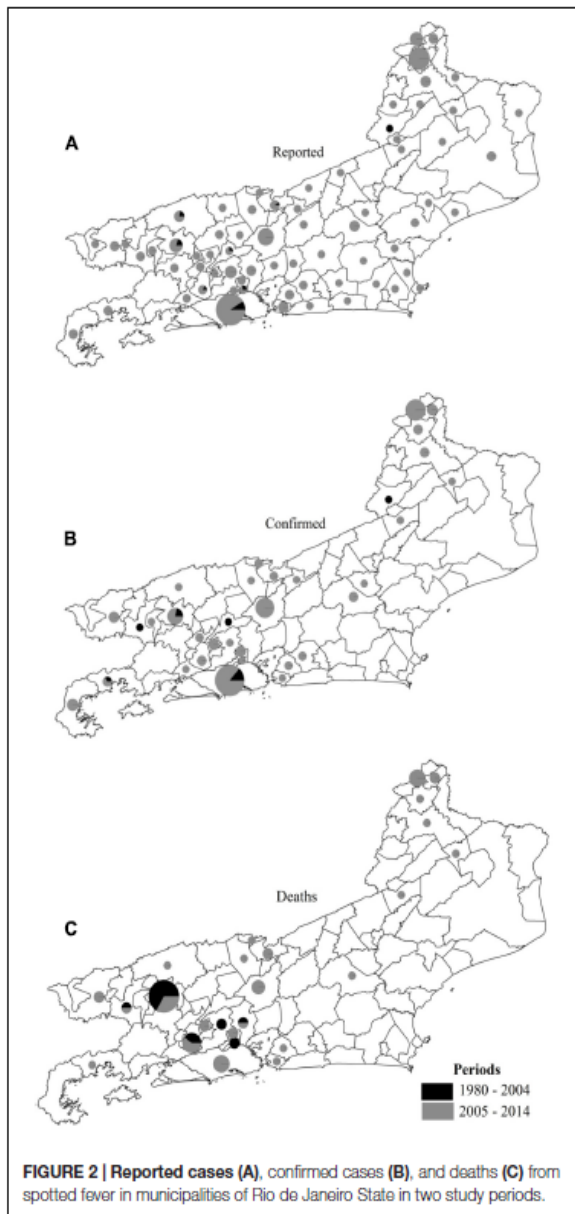 A
Reported
B
Confirmed
C
Deaths
Periods
1980 - 2004
2005 - 2014
FIGURE 2 | Reported cases (A), confirmed cases (B), and deaths (C) from
spotted fever in municipalities of Rio de Janeiro State in two study periods.